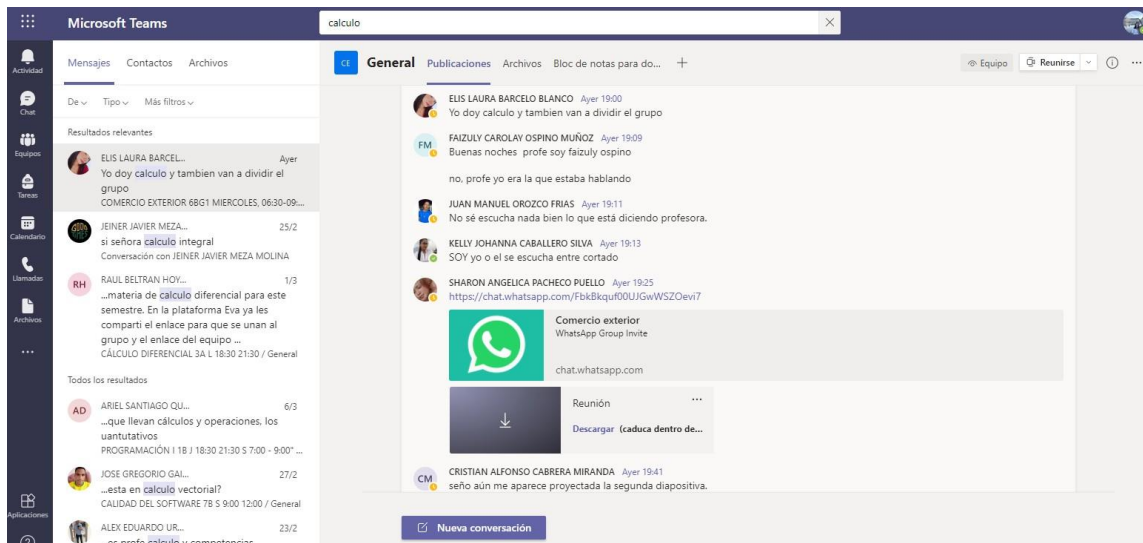 Microsoft Teams
calculo
Actividad
Chat
Equipos
Tareas
Calendario
Llamadas
Archivos
Aplicaciones
Mensajes Contactos Archivos
De Tipo Más filtros
Resultados relevantes
ELIS LAURA BARCEL... Ayer
Yo doy calculo y tambien van a dividir el
grupo
COMERCIO EXTERIOR 6BG1 MIERCOLES, 06:30-09:...
JEINER JAVIER MEZA... 25/2
si señora calculo integral
Conversación con JEINER JAVIER MEZA MOLINA
RH
RAUL BELTRAN HOY... 1/3
...materia de calculo diferencial para este
semestre. En la plataforma Eva ya les
comparti el enlace para que se unan al
grupo y el enlace del equipo ...
CÁLCULO DIFERENCIAL 3A L 18:30 21:30 / General
Todos los resultados
AD
ARIEL SANTIAGO QU... 6/3
...que llevan cálculos y operaciones, los
uantutativos
PROGRAMACIÓN I 1B J 18:30 21:30 S 7:00 - 9:00" ...
JOSE GREGORIO GAI... 27/2
...esta en calculo vectorial?
CALIDAD DEL SOFTWARE 7B S 9:00 12:00 / General
ALEX EDUARDO UR... 23/2
...es profe calculo y competencias
CE
General Publicaciones Archivos Bloc de notas para do... +
Equipo Reunirse
ELIS LAURA BARCELO BLANCO Ayer 19:00
Yo doy calculo y tambien van a dividir el grupo
FM
FAIZULY CAROLAY OSPINO MUÑOZ Ayer 19:09
Buenas noches profe soy faizuly ospino
no, profe yo era la que estaba hablando
JUAN MANUEL OROZCO FRIAS Ayer 19:11
No sé escucha nada bien lo que está diciendo profesora.
KELLY JOHANNA CABALLERO SILVA Ayer 19:13
SOY yo o el se escucha entre cortado
SHARON ANGELICA PACHECO PUELLO Ayer 19:25
https://chat.whatsapp.com/FbkBkquf00UJGwWSZOevi7
Comercio exterior
WhatsApp Group Invite
chat.whatsapp.com
Reunión ...
Descargar (caduca dentro de...
CM
CRISTIAN ALFONSO CABRERA MIRANDA Ayer 19:41
seño aún me aparece proyectada la segunda diapositiva.
Nueva conversación